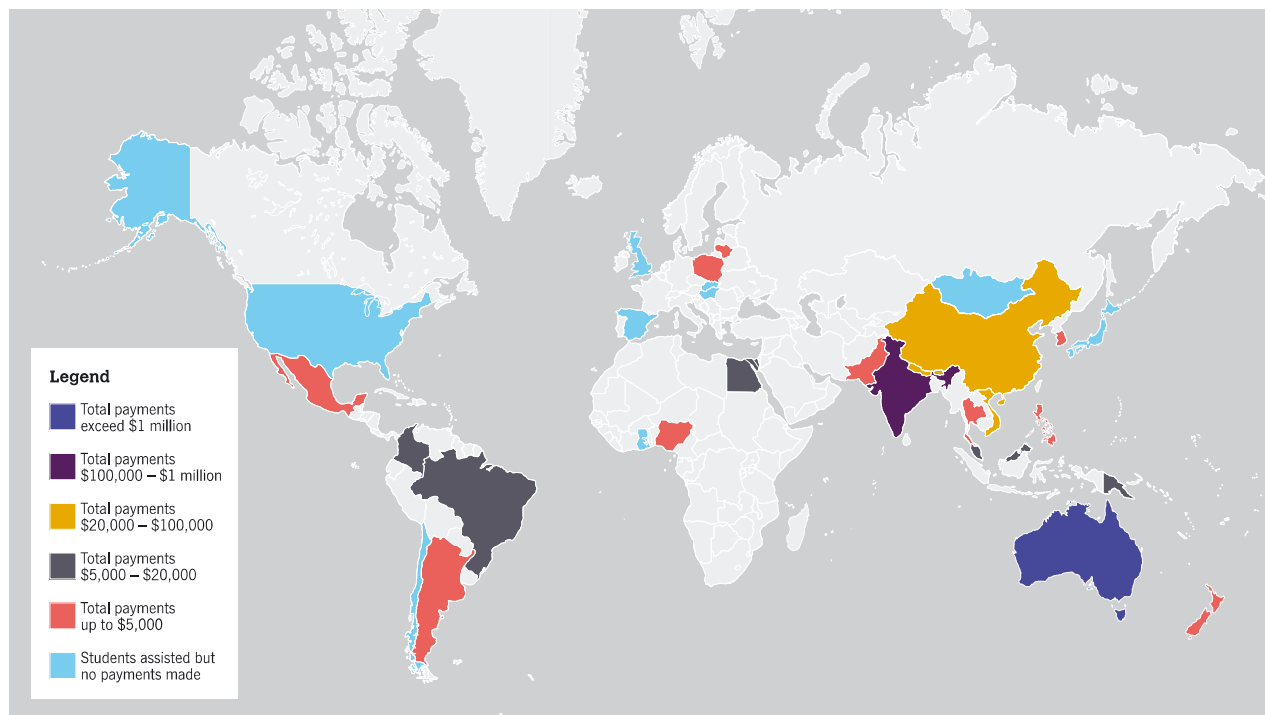 Legend
Total payments
exceed $1 million
Total payments
$100,000 – $1 million
Total payments
$20,000 – $100,000
Total payments
$5,000 – $20,000
Total payments
up to $5,000
Students assisted but
no payments made